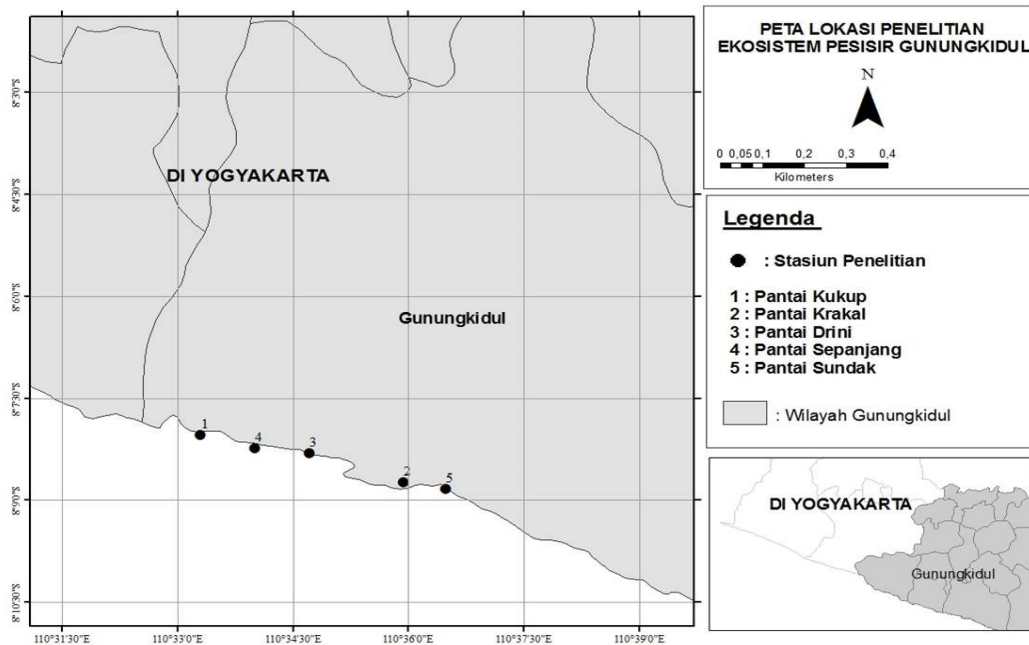 PETA LOKASI PENELITIAN
EKOSISTEM PESISIR GUNUNGKIDUL
N
0 0,05 0,1 0,2 0,3 0,4
Kilometers
Legenda
: Stasiun Penelitian
1 : Pantai Kukup
2 : Pantai Krakal
3 : Pantai Drini
4 : Pantai Sepanjang
5 : Pantai Sundak
: Wilayah Gunungkidul
DI YOGYAKARTA
Gunungkidul
DI YOGYAKARTA
Gunungkidul
1
4
3
2
5
8°3'0"S
8°4'30"S
8°6'0"S
8°7'30"S
8°9'0"S
8°10'30"S
110°31'30"E 110°33'0"E 110°34'30"E 110°36'0"E 110°37'30"E 110°39'0"E